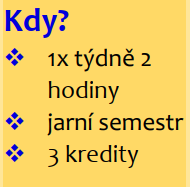 Kdy?
❖ 1x týdně 2
hodiny
❖ jarní semestr
❖ 3 kredity